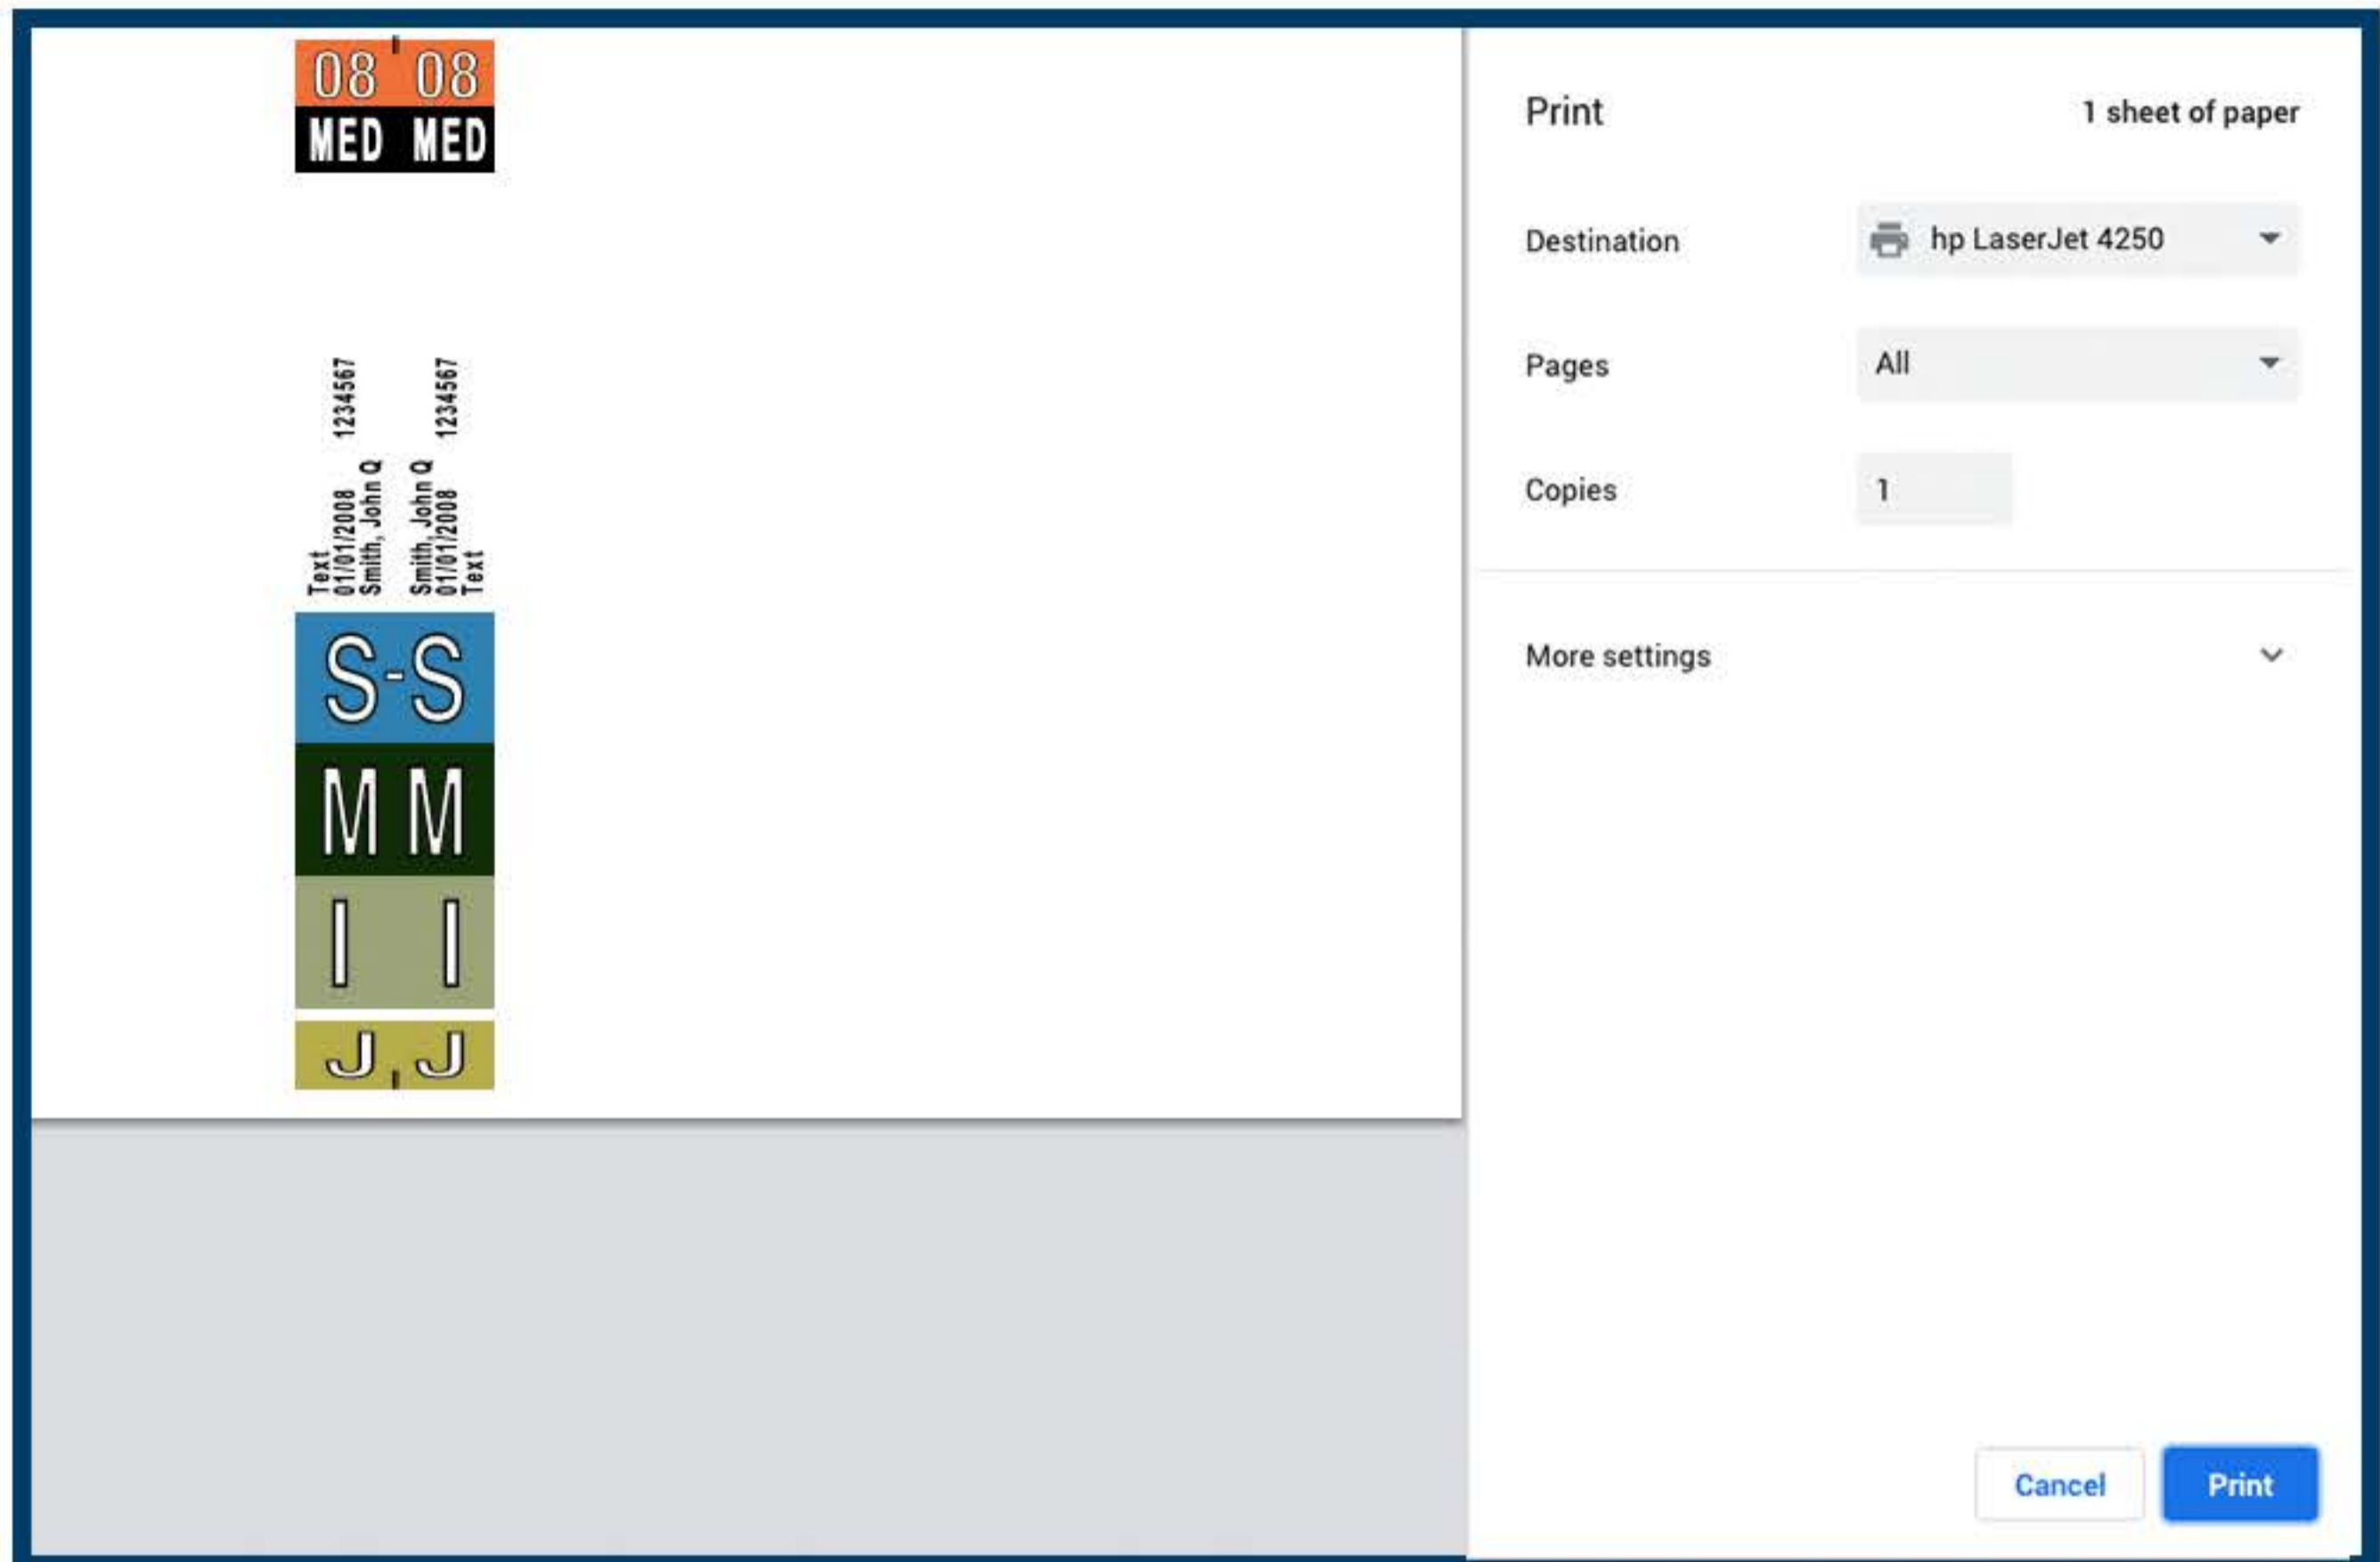 08 08
MED MED
1234567
1234567
Text
01/01/2008
Smith, John Q
Smith, John Q
01/01/2008
Text
S-S
M M
I I
J J
Print
1 sheet of paper
Destination
hp LaserJet 4250
Pages
All
Copies
1
More settings
Cancel
Print